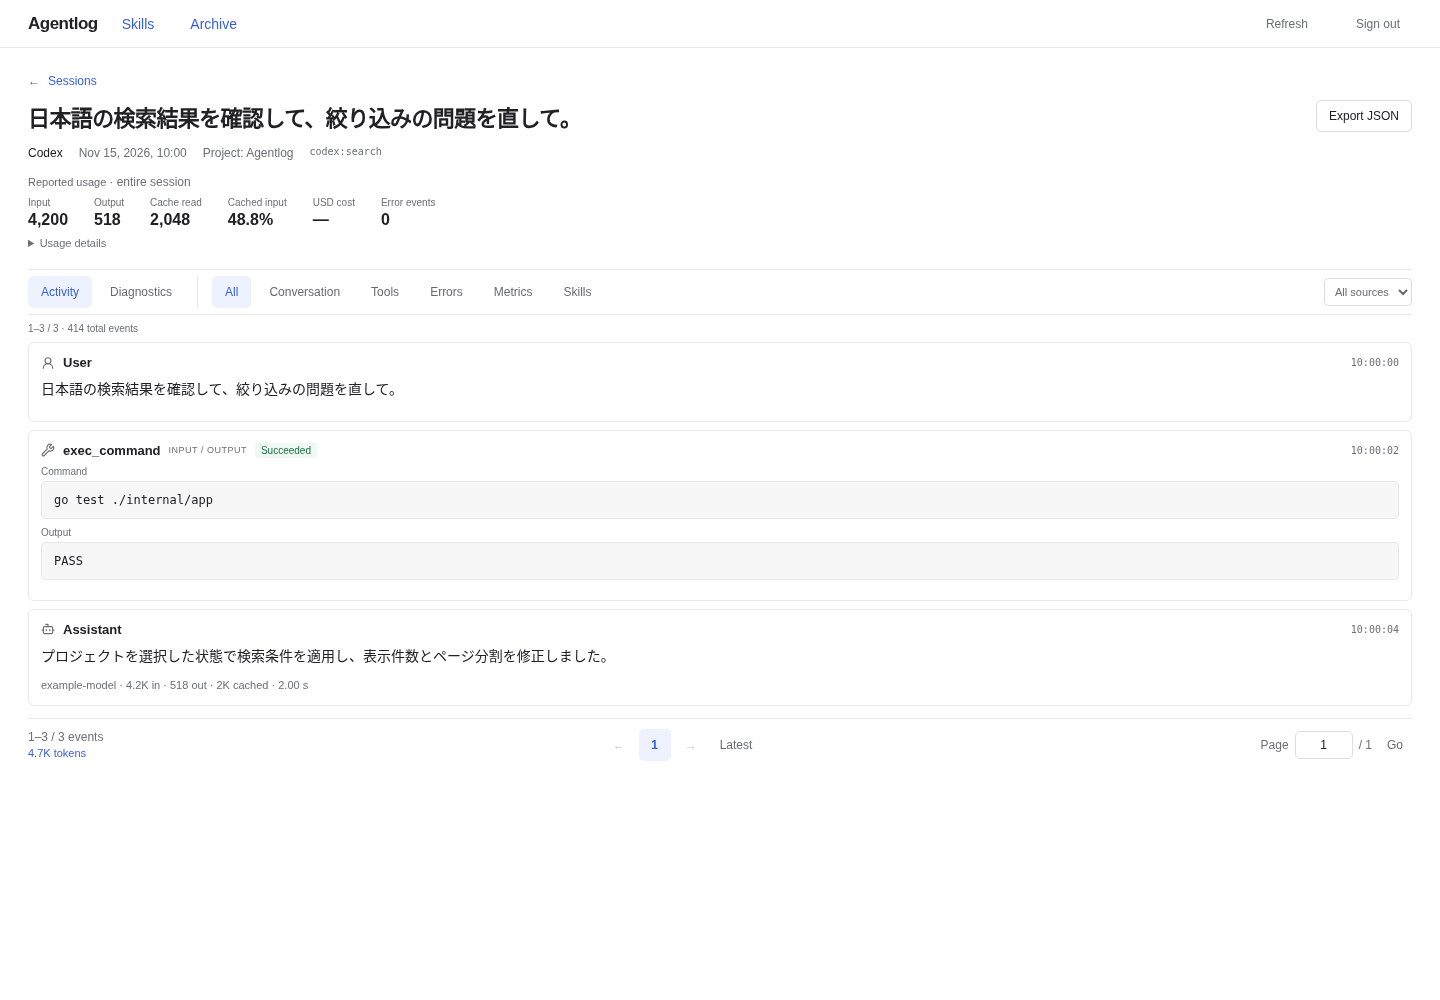 Agentlog Skills Archive Refresh Sign out
← Sessions
日本語の検索結果を確認して、絞り込みの問題を直して。 Export JSON
Codex Nov 15, 2026, 10:00 Project: Agentlog codex:search
Reported usage · entire session
Input Output Cache read Cached input USD cost Error events
4,200 518 2,048 48.8% — 0
▶ Usage details
Activity Diagnostics All Conversation Tools Errors Metrics Skills All sources
1–3 / 3 · 414 total events
User 10:00:00
日本語の検索結果を確認して、絞り込みの問題を直して。
exec_command INPUT / OUTPUT Succeeded 10:00:02
Command
go test ./internal/app
Output
PASS
Assistant 10:00:04
プロジェクトを選択した状態で検索条件を適用し、表示件数とページ分割を修正しました。
example-model · 4.2K in · 518 out · 2K cached · 2.00 s
1–3 / 3 events ← 1 → Latest Page 1 / 1 Go
4.7K tokens